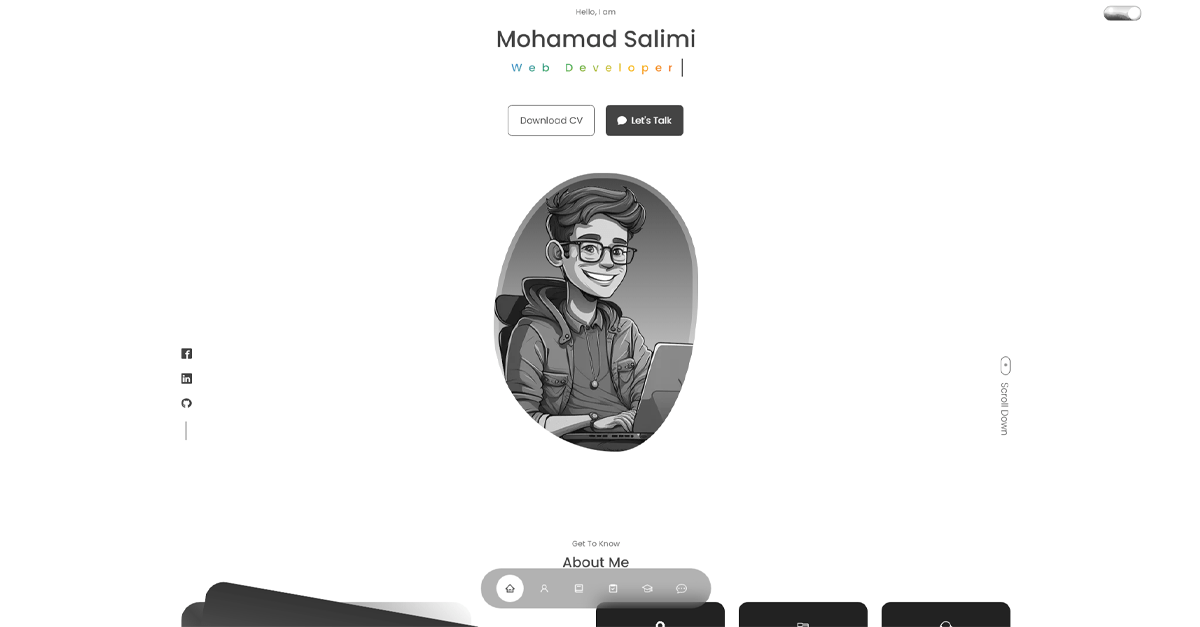 Hello, I am
Mohamad Salimi
Web Developer
Download CV
Let's Talk
Scroll Down
Get To Know
About Me